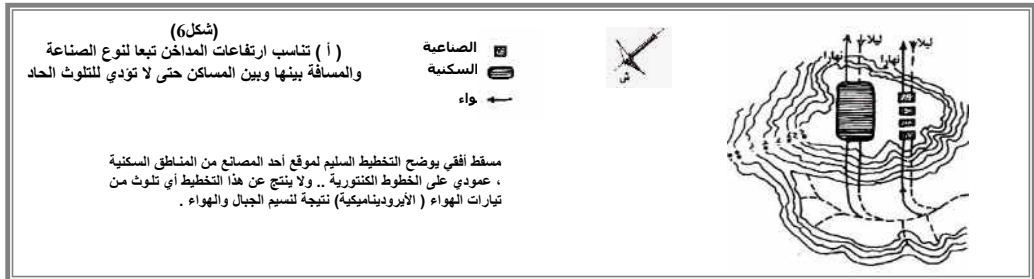 (شكل6)
( أ ) تناسب ارتفاعات المداخن تبعا لنوع الصناعة
والمسافة بينها وبين المساكن حتى لا تؤدي للتلوث الحاد
الصناعية
السكنية
واء
ش
ليلا
نهارا
ليلا
نهارا
مسقط أفقي يوضح التخطيط السليم لموقع أحد المصانع من المناطق السكنية
، عمودي على الخطوط الكنتورية .. ولا ينتج عن هذا التخطيط أي تلوث من
تيارات الهواء ( الأيروديناميكية) نتيجة لنسيم الجبال والهواء .